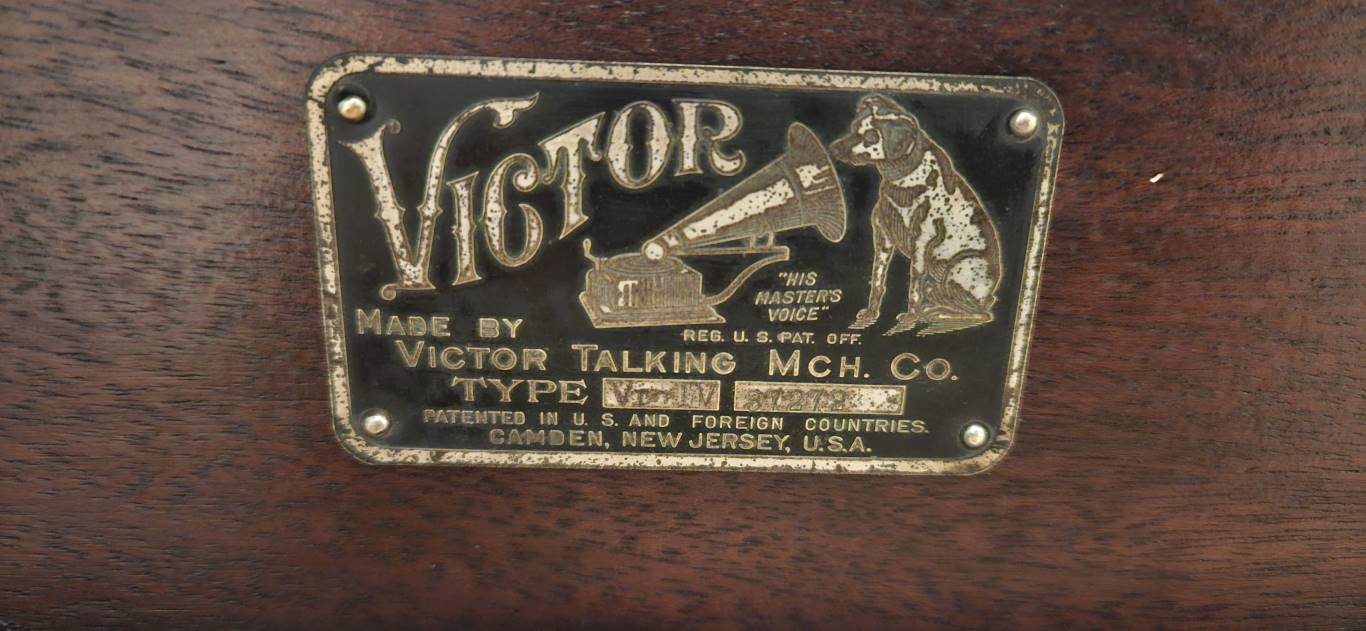 VICTOR
"HIS
MASTER'S
VOICE"
REG. U. S. PAT. OFF.
MADE BY
VICTOR TALKING MCH. CO.
TYPE
PATENTED IN U. S. AND FOREIGN COUNTRIES.
CAMDEN, NEW JERSEY, U.S.A.